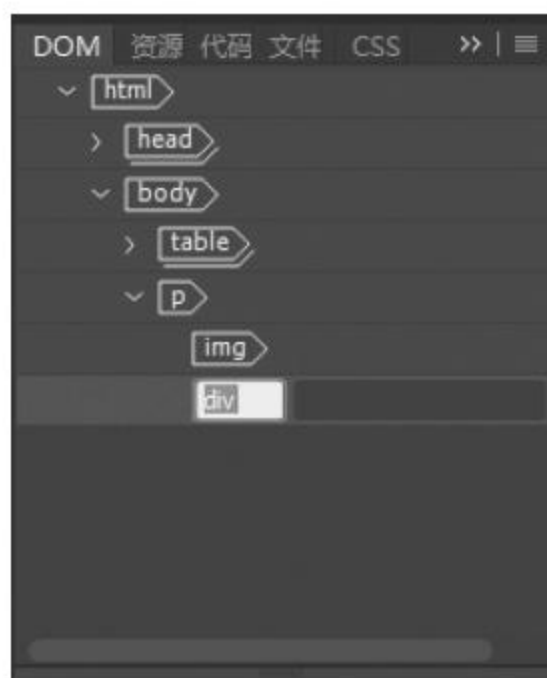 DOM 资源 代码 文件 CSS
html
head
body
table
p
img
div